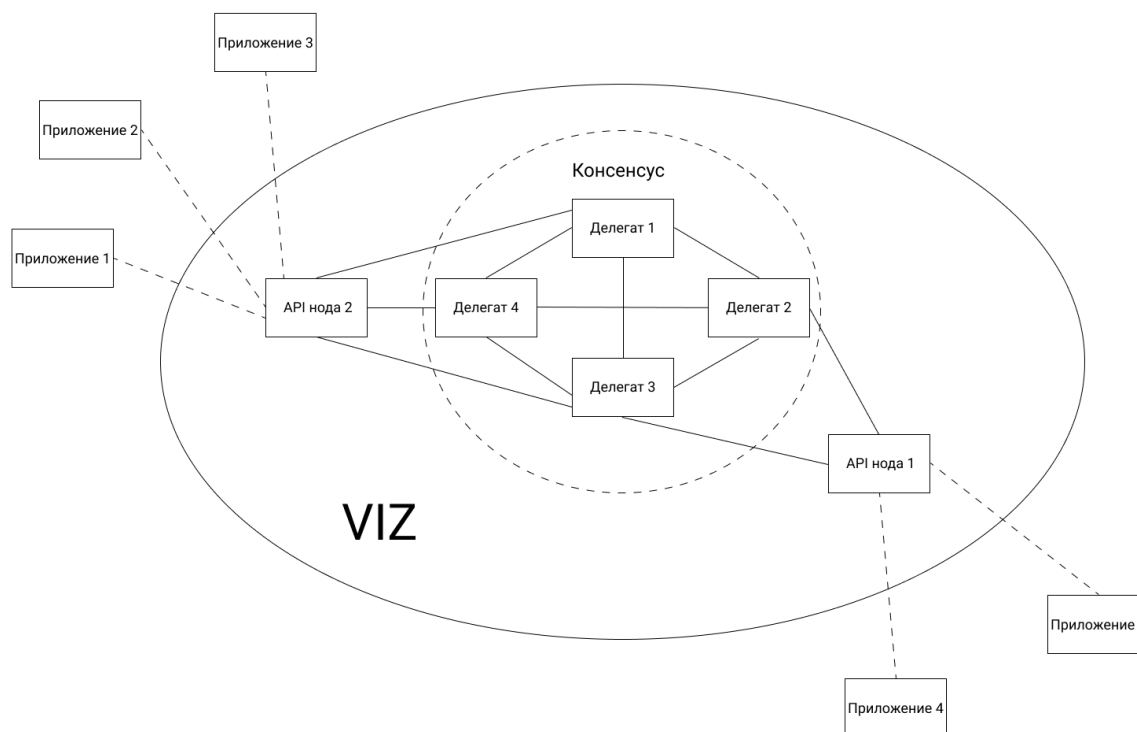 Приложение 3
Приложение 2
Консенсус
Делегат 1
Приложение 1
API нода 2
Делегат 4
Делегат 2
Делегат 3
API нода 1
VIZ
Приложение
Приложение 4